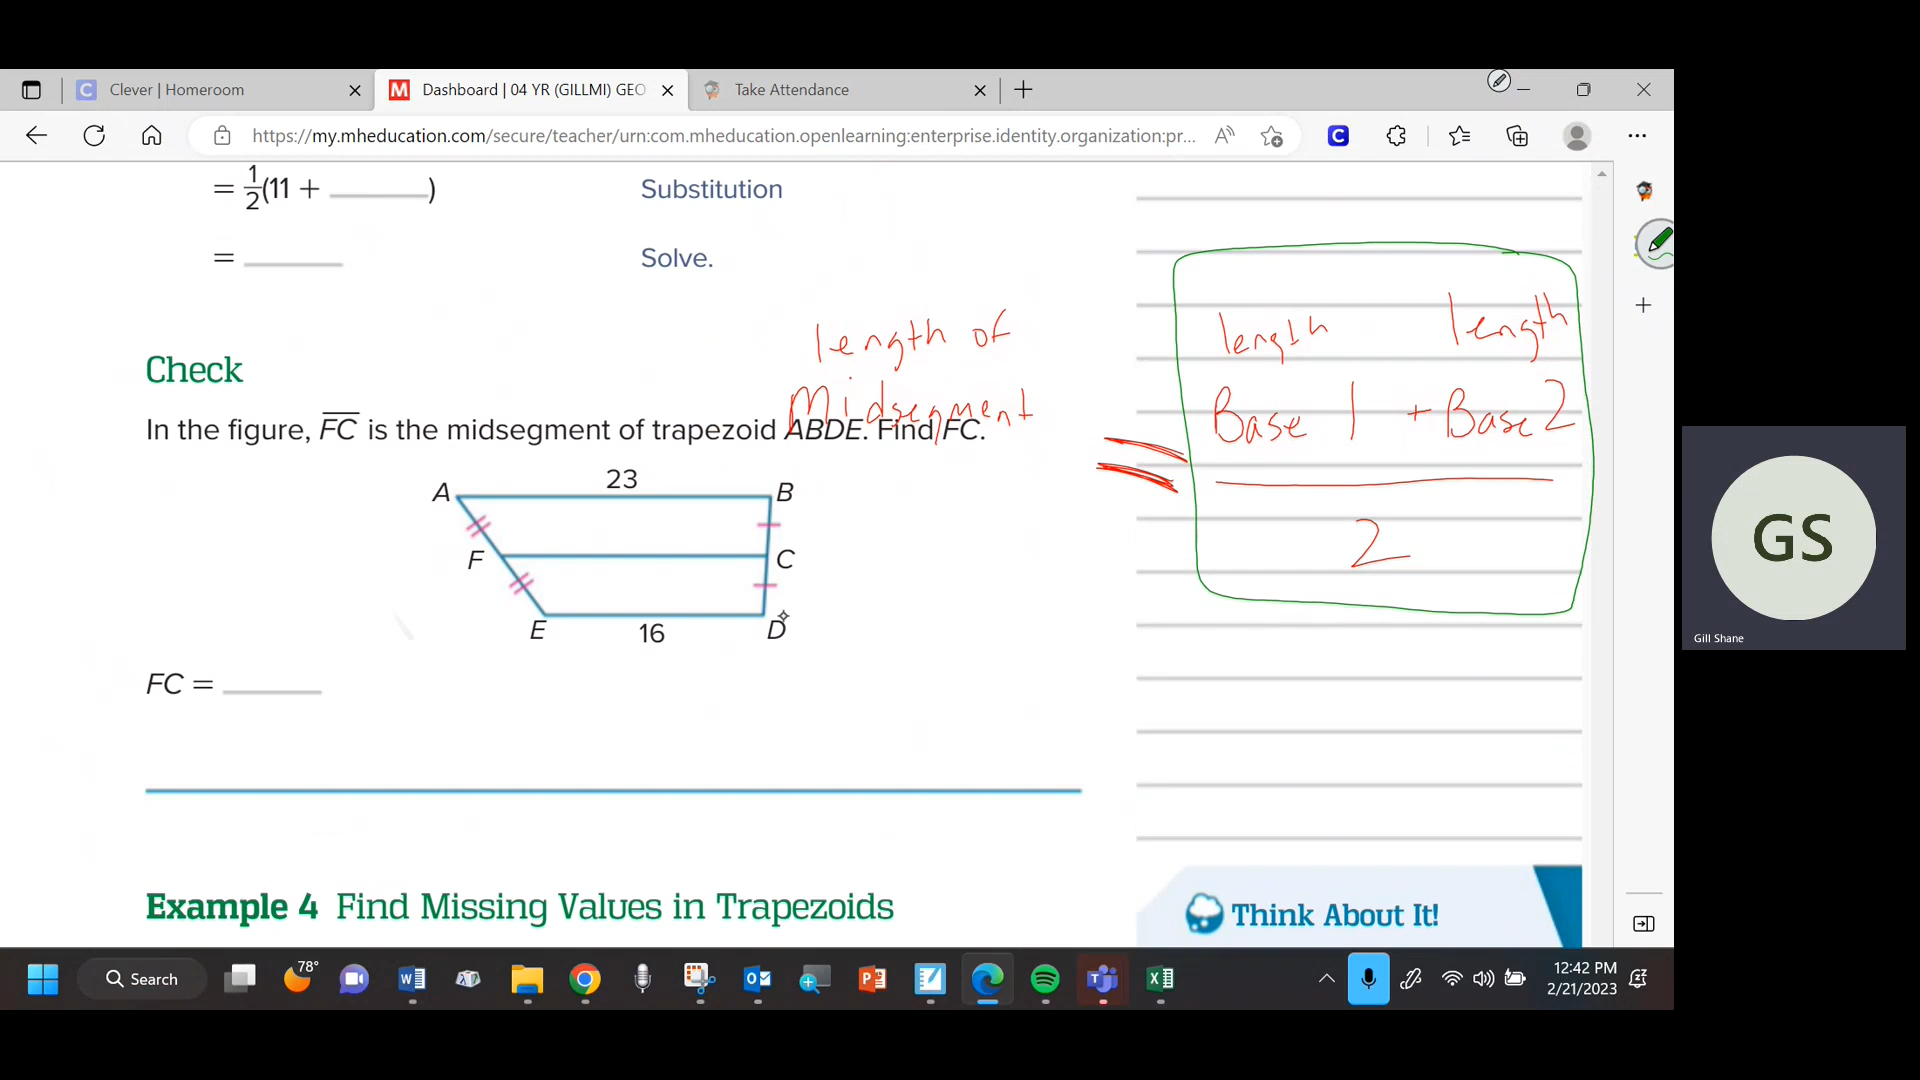 Clever | Homeroom
Dashboard | 04 YR (GILLMI) GEO
Take Attendance
https://my.mheducation.com/secure/teacher/urn:com.mheducation.openlearning:enterprise.identity.organization:pr...
= 1/2(11 + ______) Substitution
= ______ Solve.
length of
Midsegment
=
length length
Base 1 + Base 2
2
Check
In the figure, FC is the midsegment of trapezoid ABDE. Find FC.
23
A B
F C
E 16 D
FC = ______
Example 4 Find Missing Values in Trapezoids
Think About It!
GS
Gill Shane
78°
Search
12:42 PM
2/21/2023